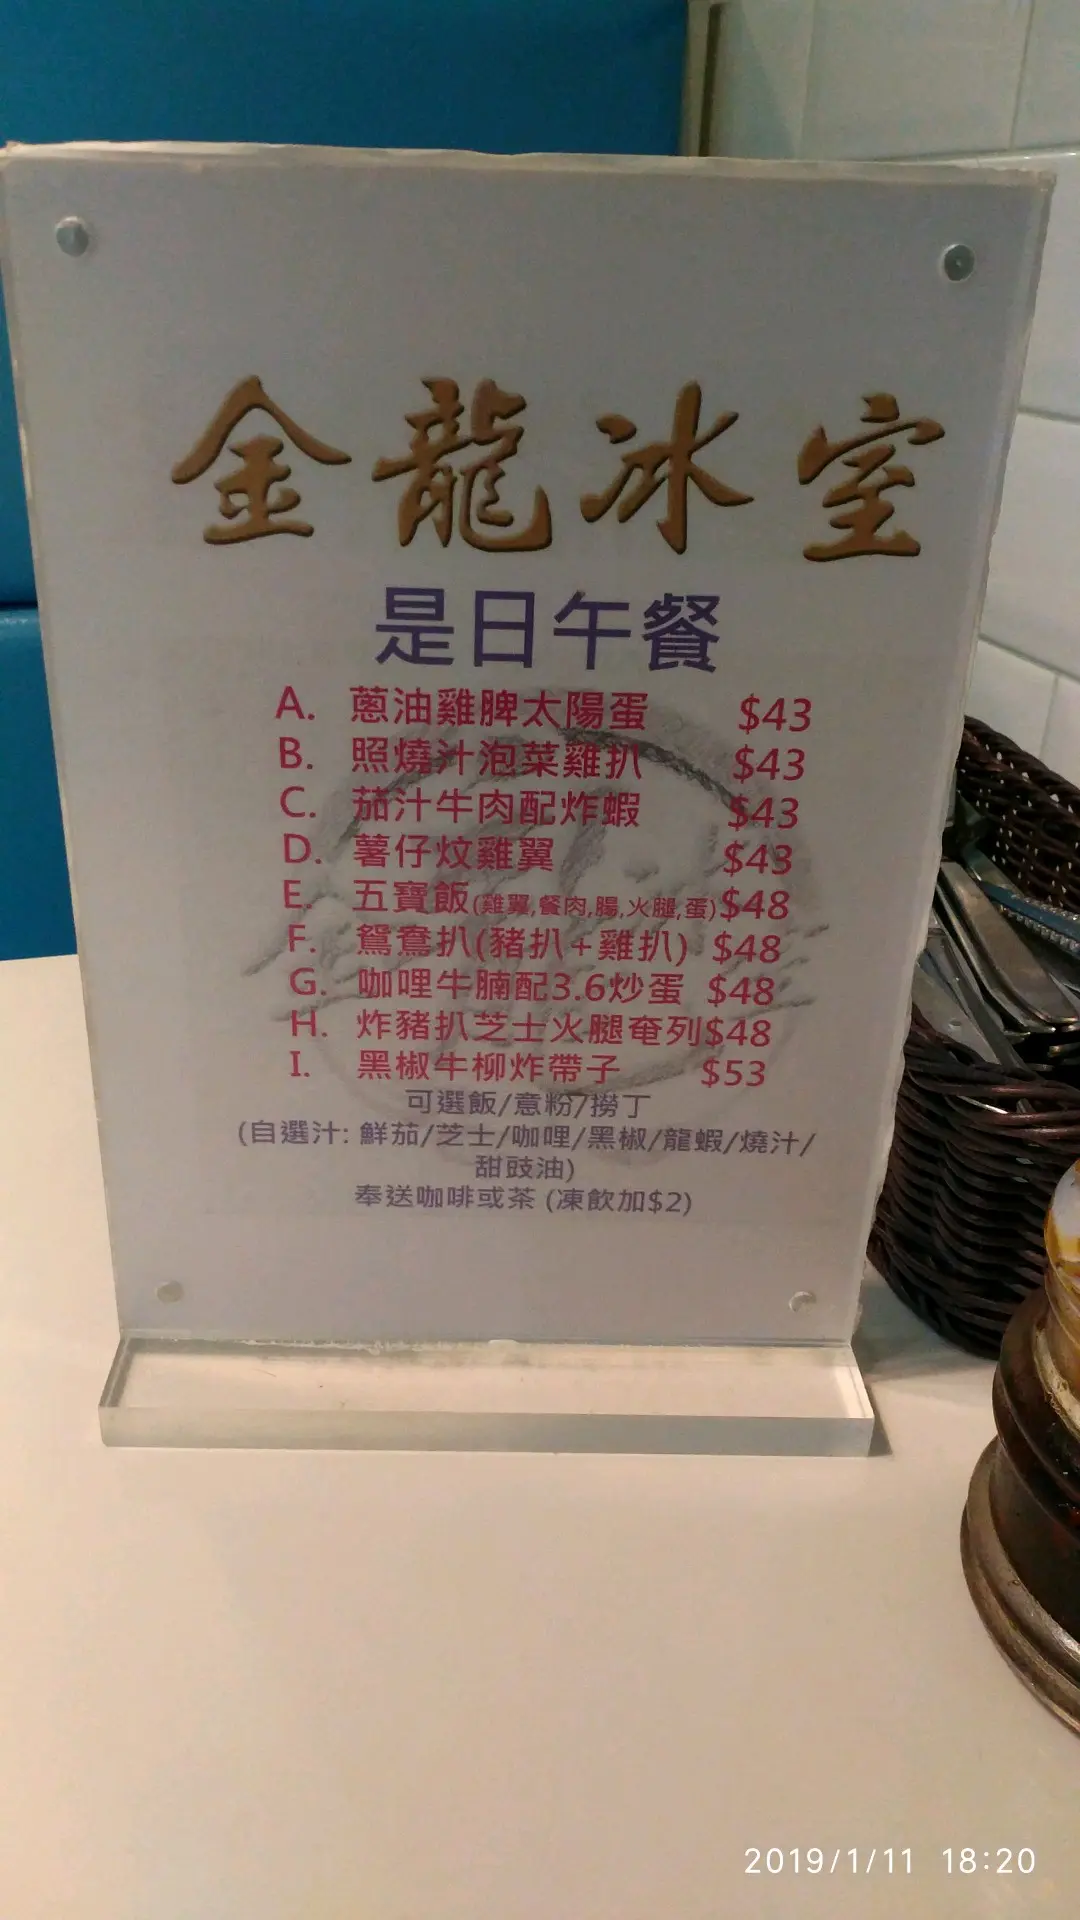 金龍冰室
是日午餐
A. 蔥油雞脾太陽蛋 $43
B. 照燒汁泡菜雞扒 $43
C. 茄汁牛肉配炸蝦 $43
D. 薯仔炆雞翼 $43
E. 五寶飯(雞翼,餐肉,腸,火腿,蛋)$48
F. 鴛鴦扒(豬扒+雞扒) $48
G. 咖哩牛腩配3.6炒蛋 $48
H. 炸豬扒芝士火腿奄列$48
I. 黑椒牛柳炸帶子 $53
可選飯/意粉/撈丁
(自選汁: 鮮茄/芝士/咖哩/黑椒/龍蝦/燒汁/
甜豉油)
奉送咖啡或茶 (凍飲加$2)
2019/1/11 18:20